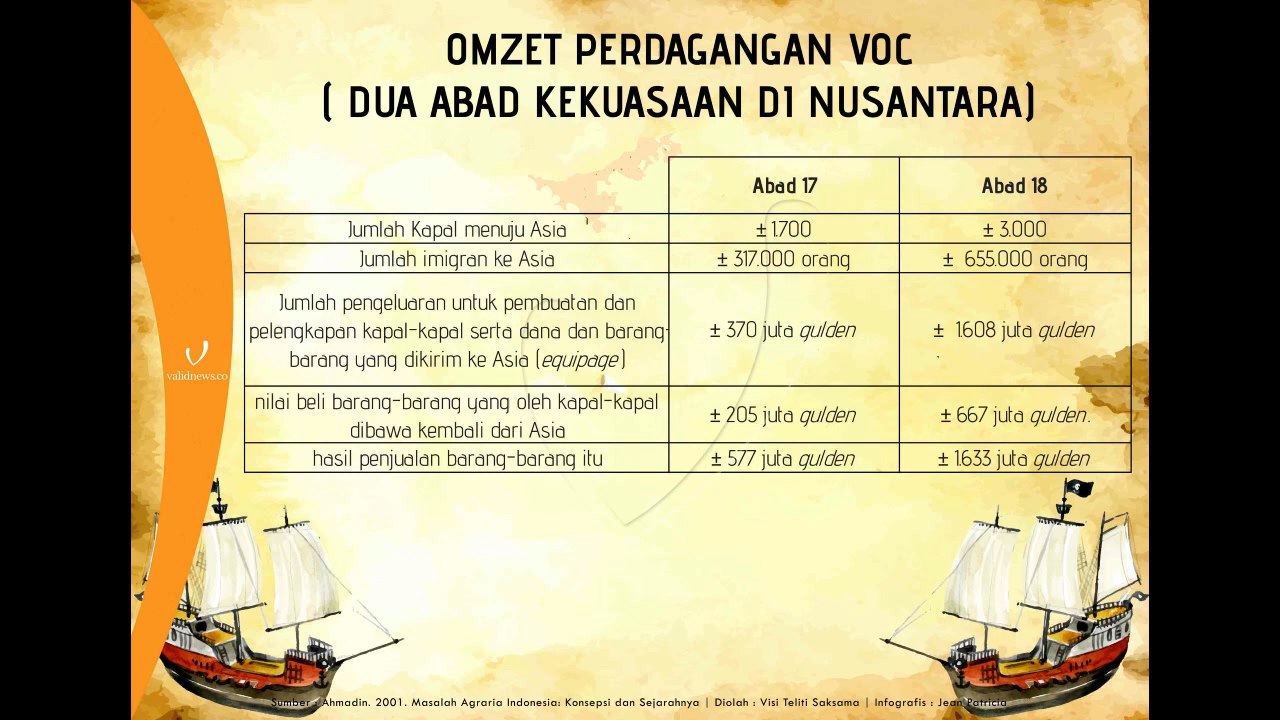 OMZET PERDAGANGAN VOC
( DUA ABAD KEKUASAAN DI NUSANTARA)
Abad 17 Abad 18
Jumlah Kapal menuju Asia ± 1.700 ± 3.000
Jumlah imigran ke Asia ± 317.000 orang ± 655.000 orang
Jumlah pengeluaran untuk pembuatan dan
pelengkapan kapal-kapal serta dana dan barang-
barang yang dikirim ke Asia (equipage) ± 370 juta gulden ± 1608 juta gulden
nilai beli barang-barang yang oleh kapal-kapal
dibawa kembali dari Asia ± 205 juta gulden ± 667 juta gulden.
hasil penjualan barang-barang itu ± 577 juta gulden ± 1633 juta gulden
validnews.co
Sumber : Ahmadin. 2001. Masalah Agraria Indonesia: Konsepsi dan Sejarahnya | Diolah : Visi Teliti Saksama | Infografis : Jean Patricia